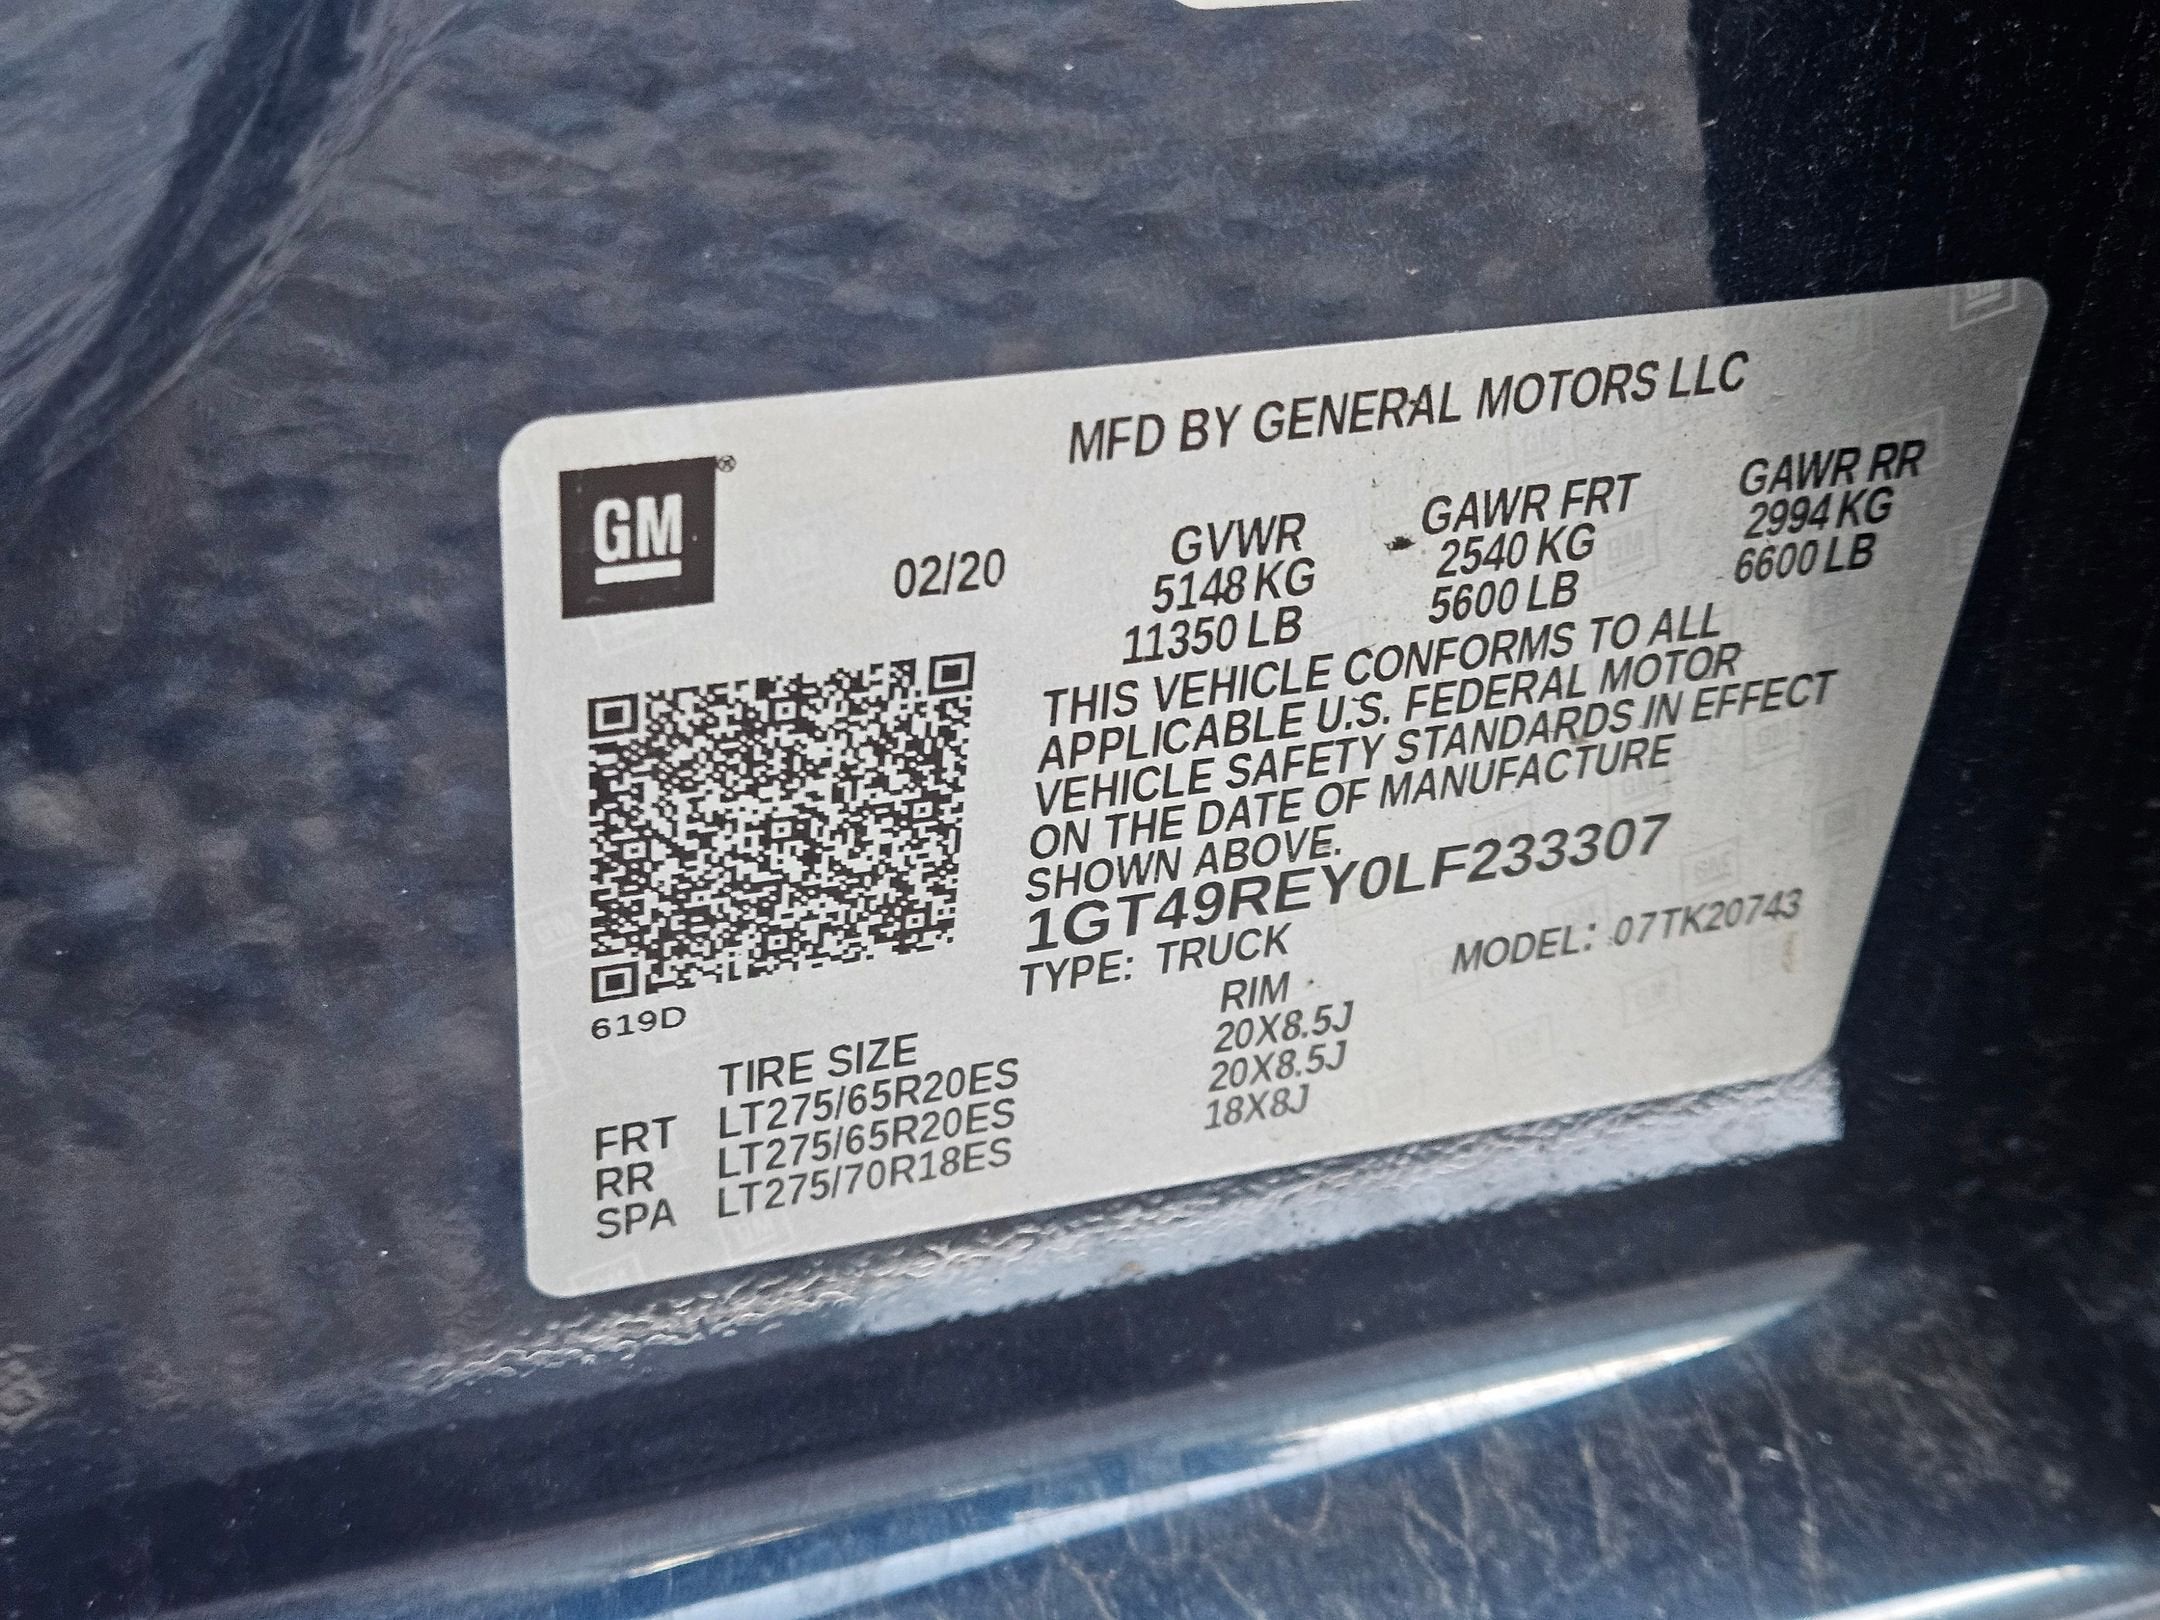 MFD BY GENERAL MOTORS LLC
GM®
02/20
GVWR GAWR FRT GAWR RR
5148 KG 2540 KG 2994 KG
11350 LB 5600 LB 6600 LB
THIS VEHICLE CONFORMS TO ALL
APPLICABLE U.S. FEDERAL MOTOR
VEHICLE SAFETY STANDARDS IN EFFECT
ON THE DATE OF MANUFACTURE
SHOWN ABOVE.
1GT49REY0LF233307
TYPE: TRUCK MODEL: 07TK20743
619D
TIRE SIZE RIM
FRT LT275/65R20ES 20X8.5J
RR LT275/65R20ES 20X8.5J
SPA LT275/70R18ES 18X8J